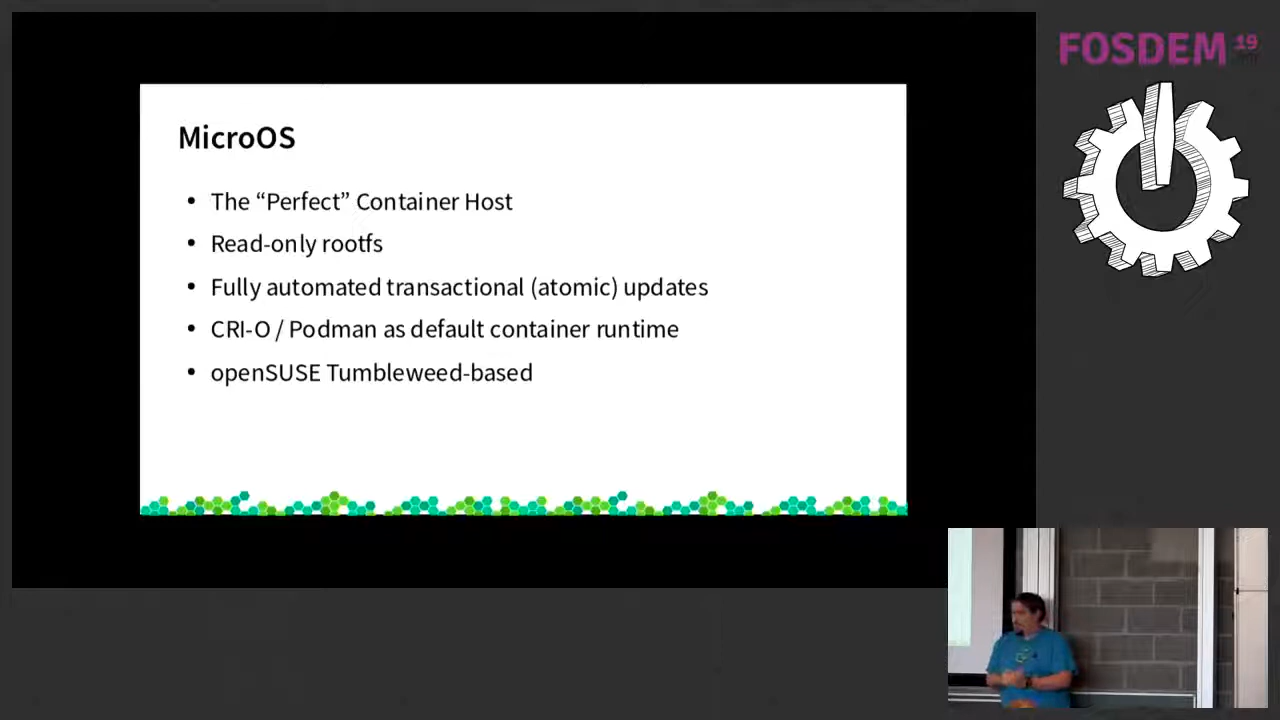 FOSDEM 19
MicroOS
• The “Perfect” Container Host
• Read-only rootfs
• Fully automated transactional (atomic) updates
• CRI-O / Podman as default container runtime
• openSUSE Tumbleweed-based